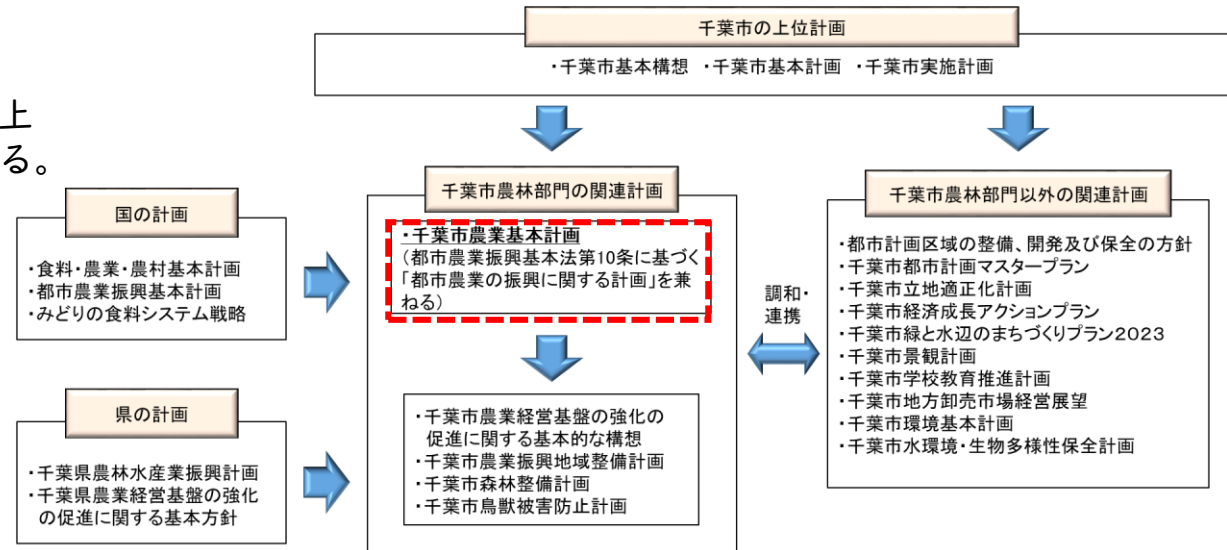 千葉市の上位計画
・千葉市基本構想 ・千葉市基本計画 ・千葉市実施計画
上
る。
国の計画
・食料・農業・農村基本計画
・都市農業振興基本計画
・みどりの食料システム戦略
県の計画
・千葉県農林水産業振興計画
・千葉県農業経営基盤の強化
の促進に関する基本方針
千葉市農林部門の関連計画
・千葉市農業基本計画
（都市農業振興基本法第10条に基づく
「都市農業の振興に関する計画」を兼
ねる）
・千葉市農業経営基盤の強化の
促進に関する基本的な構想
・千葉市農業振興地域整備計画
・千葉市森林整備計画
・千葉市鳥獣被害防止計画
調和・
連携
千葉市農林部門以外の関連計画
・都市計画区域の整備、開発及び保全の方針
・千葉市都市計画マスタープラン
・千葉市立地適正化計画
・千葉市経済成長アクションプラン
・千葉市緑と水辺のまちづくりプラン2023
・千葉市景観計画
・千葉市学校教育推進計画
・千葉市地方卸売市場経営展望
・千葉市環境基本計画
・千葉市水環境・生物多様性保全計画